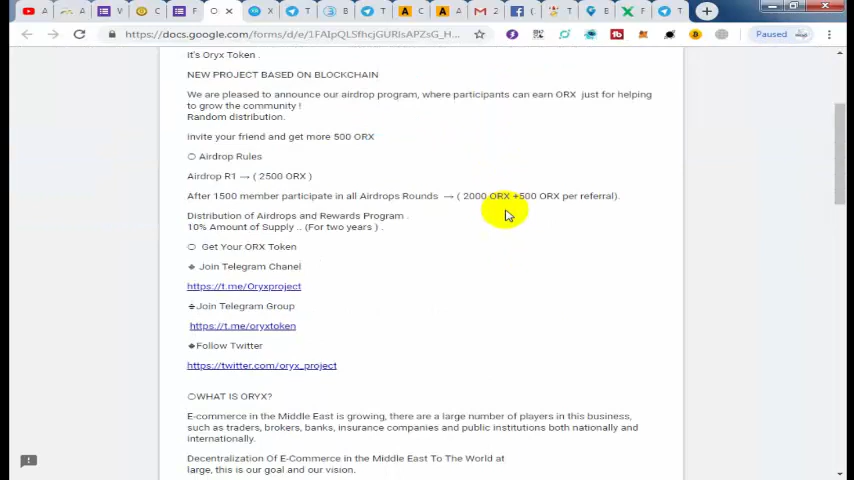 https://docs.google.com/forms/d/e/1FAIpQLSfhcjGURIsAPZsG_H...
Paused
it's Oryx Token .
NEW PROJECT BASED ON BLOCKCHAIN
We are pleased to announce our airdrop program, where participants can earn ORX just for helping
to grow the community !
Random distribution.
invite your friend and get more 500 ORX
Airdrop Rules
Airdrop R1 → ( 2500 ORX )
After 1500 member participate in all Airdrops Rounds → ( 2000 ORX +500 ORX per referral).
Distribution of Airdrops and Rewards Program .
10% Amount of Supply .. (For two years ) .
Get Your ORX Token
Join Telegram Chanel
https://t.me/Oryxproject
Join Telegram Group
https://t.me/oryxtoken
Follow Twitter
https://twitter.com/oryx_project
WHAT IS ORYX?
E-commerce in the Middle East is growing, there are a large number of players in this business,
such as traders, brokers, banks, insurance companies and public institutions both nationally and
internationally.
Decentralization Of E-Commerce in the Middle East To The World at
large, this is our goal and our vision.